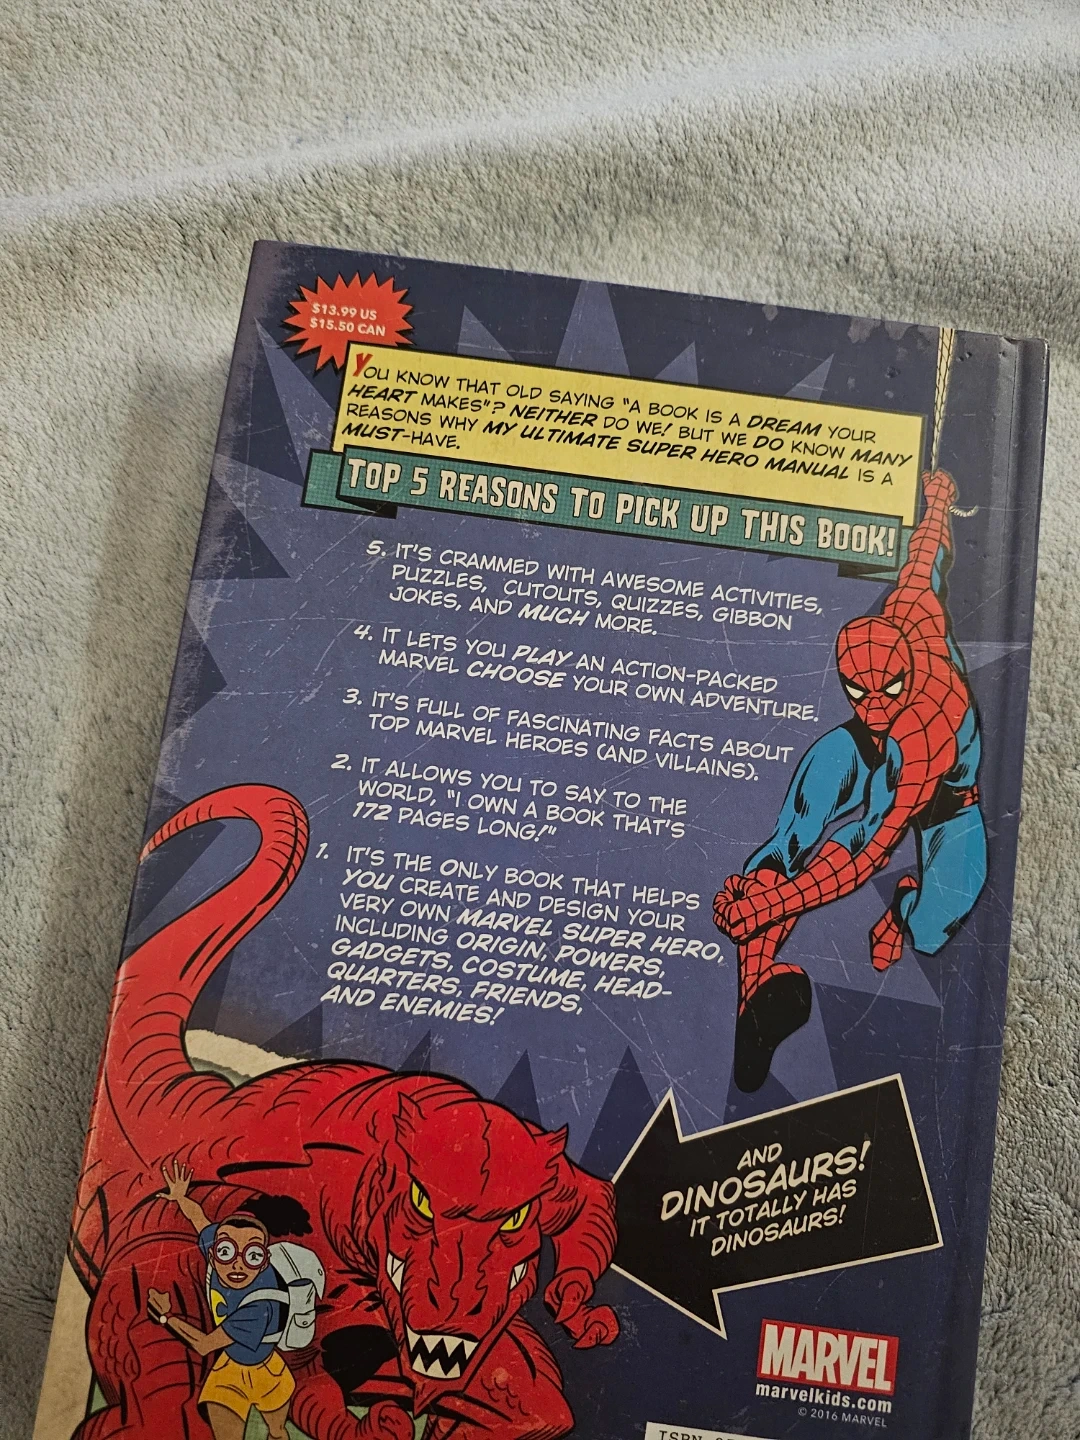 $13.99 US
$15.50 CAN
YOU KNOW THAT OLD SAYING "A BOOK IS A DREAM YOUR
HEART MAKES"? NEITHER DO WE! BUT WE DO KNOW MANY
REASONS WHY MY ULTIMATE SUPER HERO MANUAL IS A
MUST-HAVE.
TOP 5 REASONS TO PICK UP THIS BOOK!
5. IT'S CRAMMED WITH AWESOME ACTIVITIES,
PUZZLES, CUTOUTS, QUIZZES, GIBBON
JOKES, AND MUCH MORE.
4. IT LETS YOU PLAY AN ACTION-PACKED
MARVEL CHOOSE YOUR OWN ADVENTURE.
3. IT'S FULL OF FASCINATING FACTS ABOUT
TOP MARVEL HEROES (AND VILLAINS).
2. IT ALLOWS YOU TO SAY TO THE
WORLD, "I OWN A BOOK THAT'S
172 PAGES LONG!"
1. IT'S THE ONLY BOOK THAT HELPS
YOU CREATE AND DESIGN YOUR
VERY OWN MARVEL SUPER HERO,
INCLUDING ORIGIN, POWERS,
GADGETS, COSTUME, HEAD-
QUARTERS, FRIENDS,
AND ENEMIES!
AND
DINOSAURS!
IT TOTALLY HAS
DINOSAURS!
MARVEL
marvelkids.com
© 2016 MARVEL
ISBN